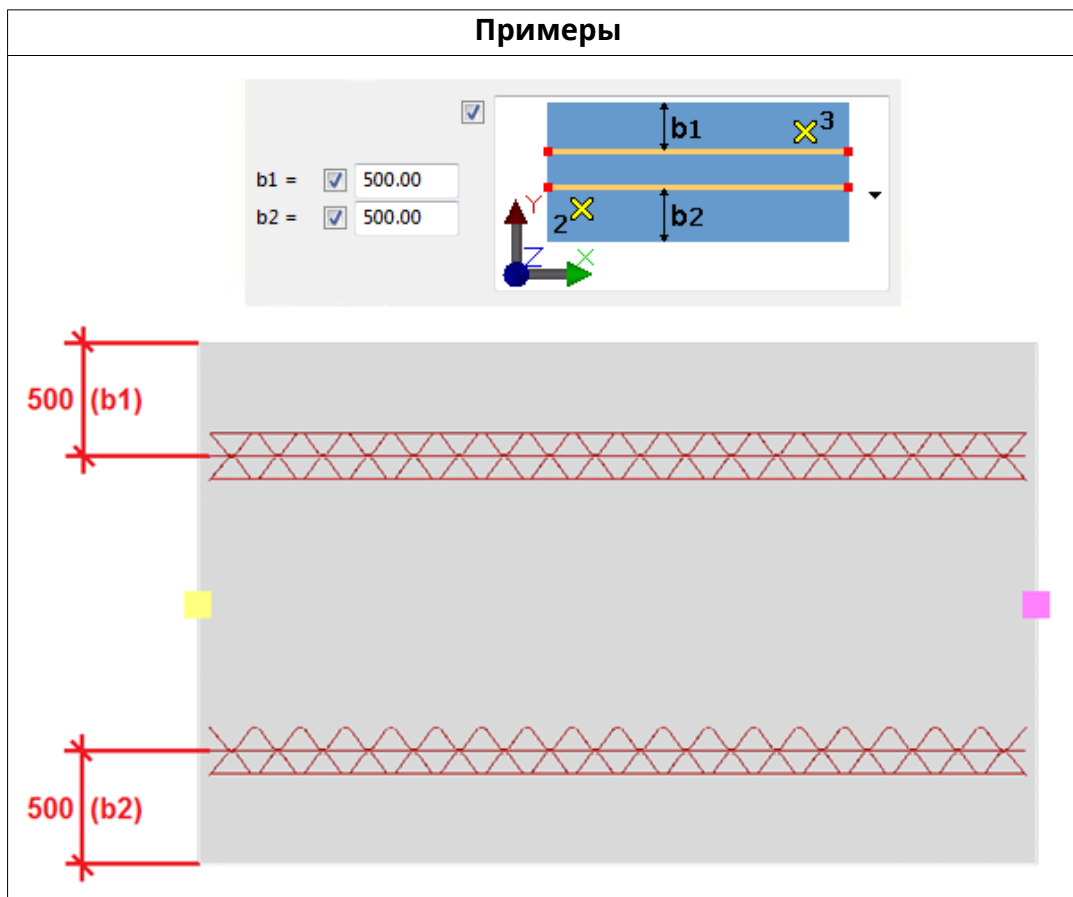 Примеры
b1
3
b1 = 500.00
b2 = 500.00
Y
2
b2
Z
X
500 (b1)
500 (b2)